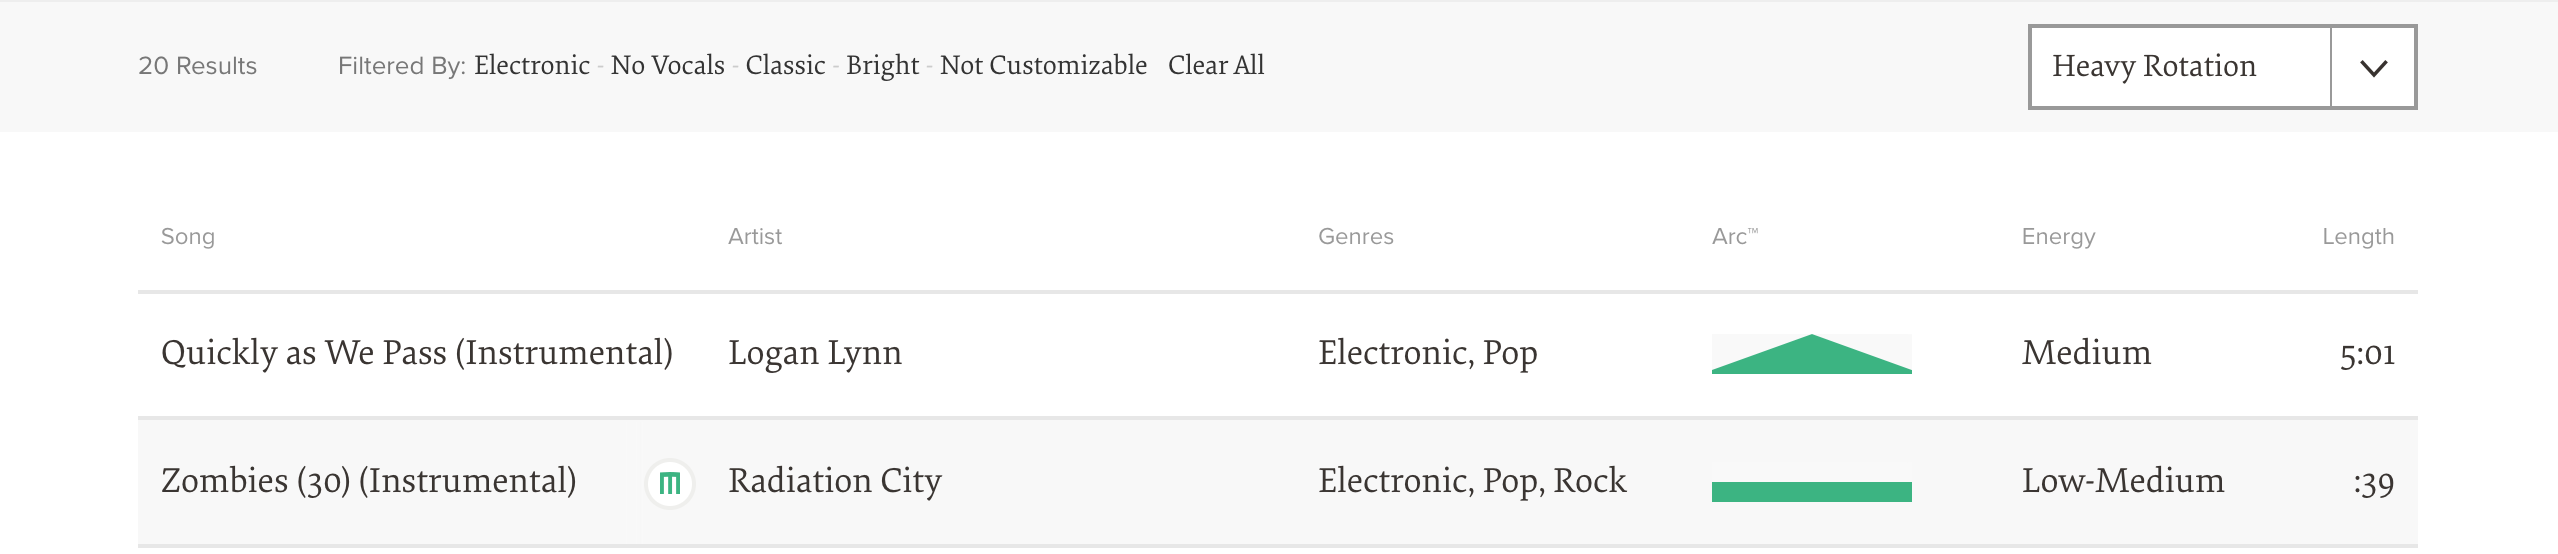 20 Results Filtered By: Electronic - No Vocals - Classic - Bright - Not Customizable Clear All Heavy Rotation
Song Artist Genres Arc™ Energy Length
Quickly as We Pass (Instrumental) Logan Lynn Electronic, Pop Medium 5:01
Zombies (30) (Instrumental) m Radiation City Electronic, Pop, Rock Low-Medium :39